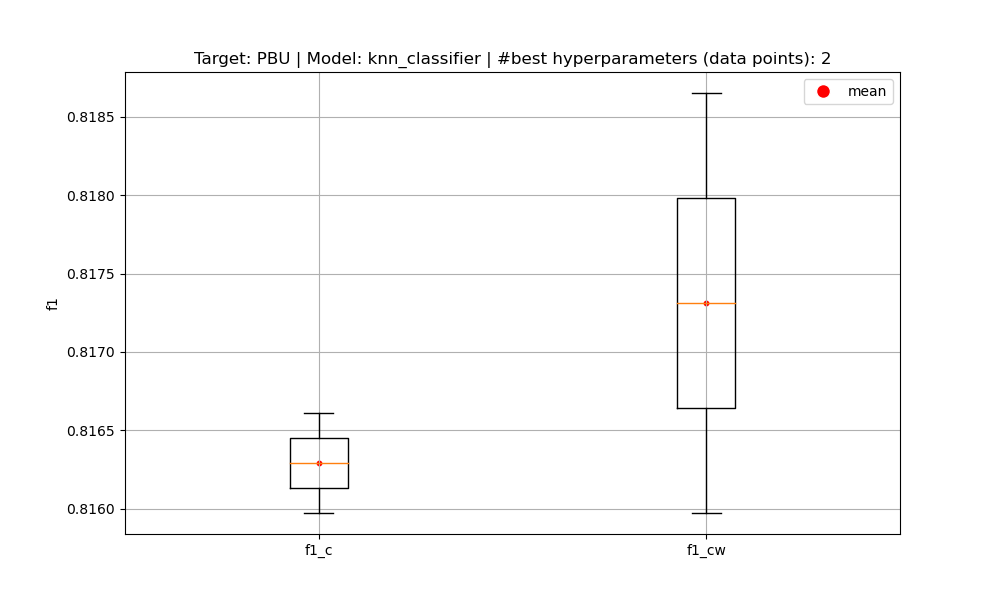 Target: PBU | Model: knn_classifier | #best hyperparameters (data points): 2
mean
0.8185
0.8180
0.8175
0.8170
0.8165
0.8160
f1
f1_c
f1_cw